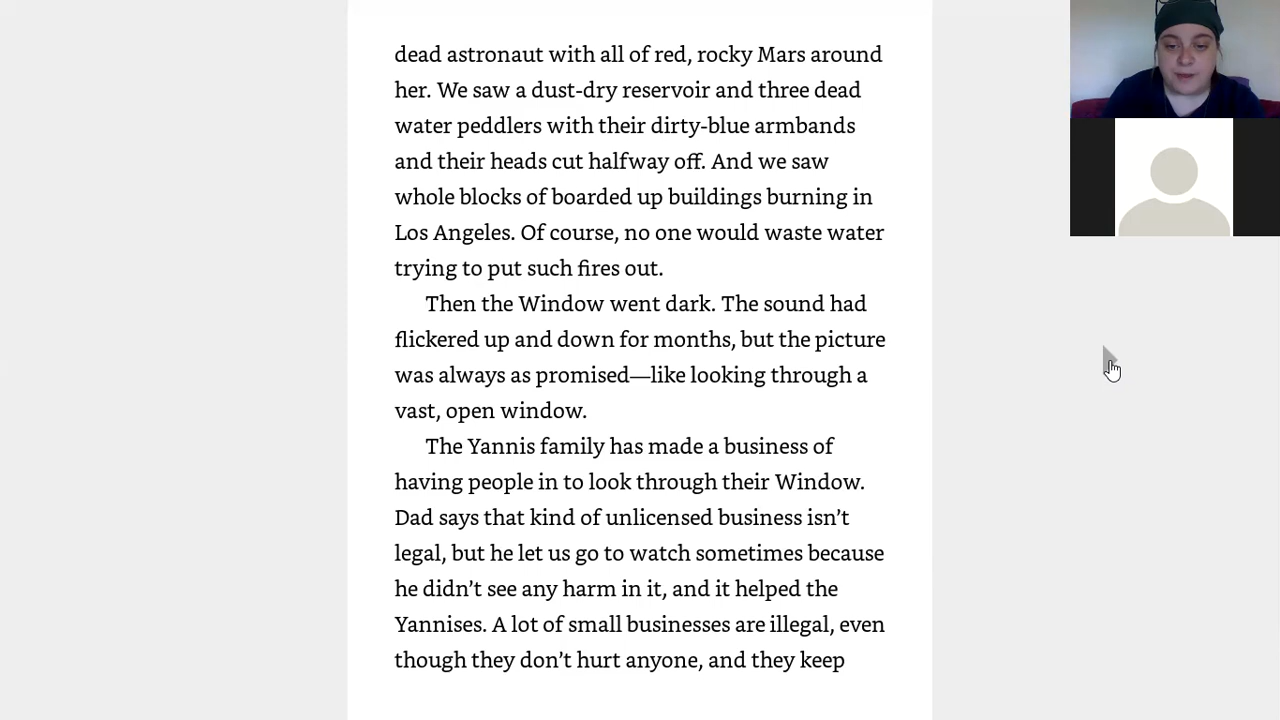 dead astronaut with all of red, rocky Mars around
her. We saw a dust-dry reservoir and three dead
water peddlers with their dirty-blue armbands
and their heads cut halfway off. And we saw
whole blocks of boarded up buildings burning in
Los Angeles. Of course, no one would waste water
trying to put such fires out.
Then the Window went dark. The sound had
flickered up and down for months, but the picture
was always as promised—like looking through a
vast, open window.
The Yannis family has made a business of
having people in to look through their Window.
Dad says that kind of unlicensed business isn’t
legal, but he let us go to watch sometimes because
he didn’t see any harm in it, and it helped the
Yannises. A lot of small businesses are illegal, even
though they don’t hurt anyone, and they keep